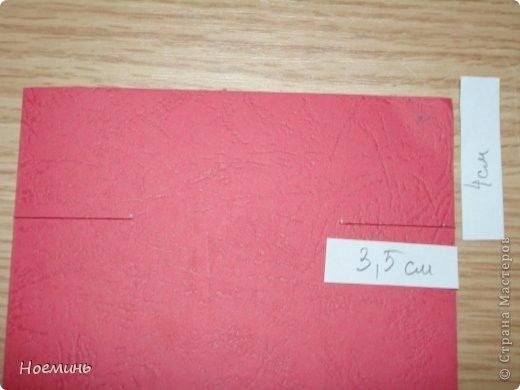 4см
3,5 см
Ноеминь
© Страна Мастеров